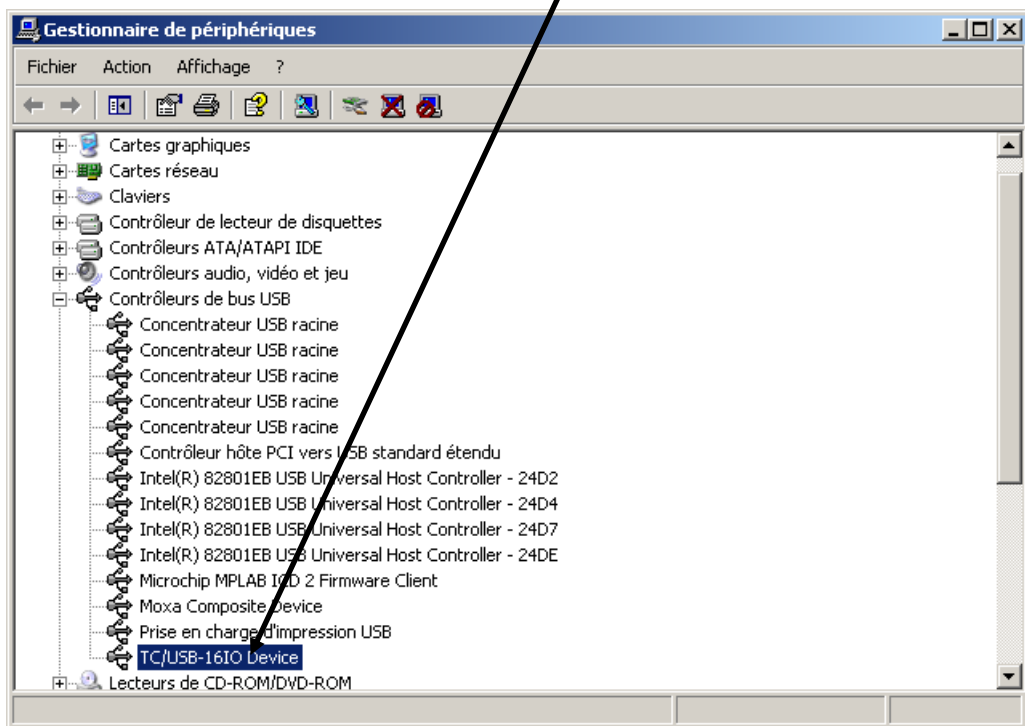 Gestionnaire de périphériques
Fichier Action Affichage ?
Cartes graphiques
Cartes réseau
Claviers
Contrôleur de lecteur de disquettes
Contrôleurs ATA/ATAPI IDE
Contrôleurs audio, vidéo et jeu
Contrôleurs de bus USB
Concentrateur USB racine
Concentrateur USB racine
Concentrateur USB racine
Concentrateur USB racine
Concentrateur USB racine
Contrôleur hôte PCI vers USB standard étendu
Intel(R) 82801EB USB Universal Host Controller - 24D2
Intel(R) 82801EB USB Universal Host Controller - 24D4
Intel(R) 82801EB USB Universal Host Controller - 24D7
Intel(R) 82801EB USB Universal Host Controller - 24DE
Microchip MPLAB ICD 2 Firmware Client
Moxa Composite Device
Prise en charge d'impression USB
TC/USB-16IO Device
Lecteurs de CD-ROM/DVD-ROM